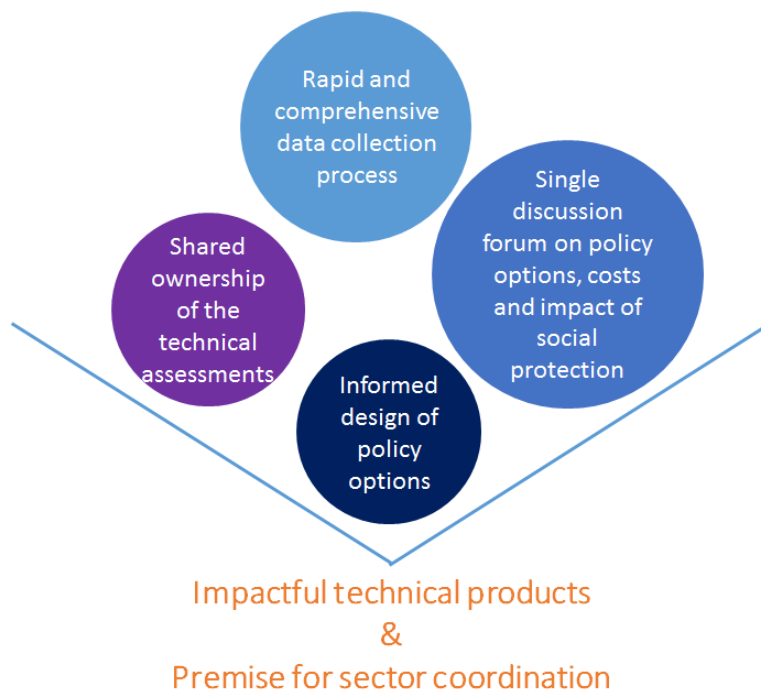 Rapid and
comprehensive
data collection
process
Single
discussion
forum on policy
options, costs
and impact of
social
protection
Shared
ownership
of the
technical
assessments
Informed
design of
policy
options
Impactful technical products
&
Premise for sector coordination